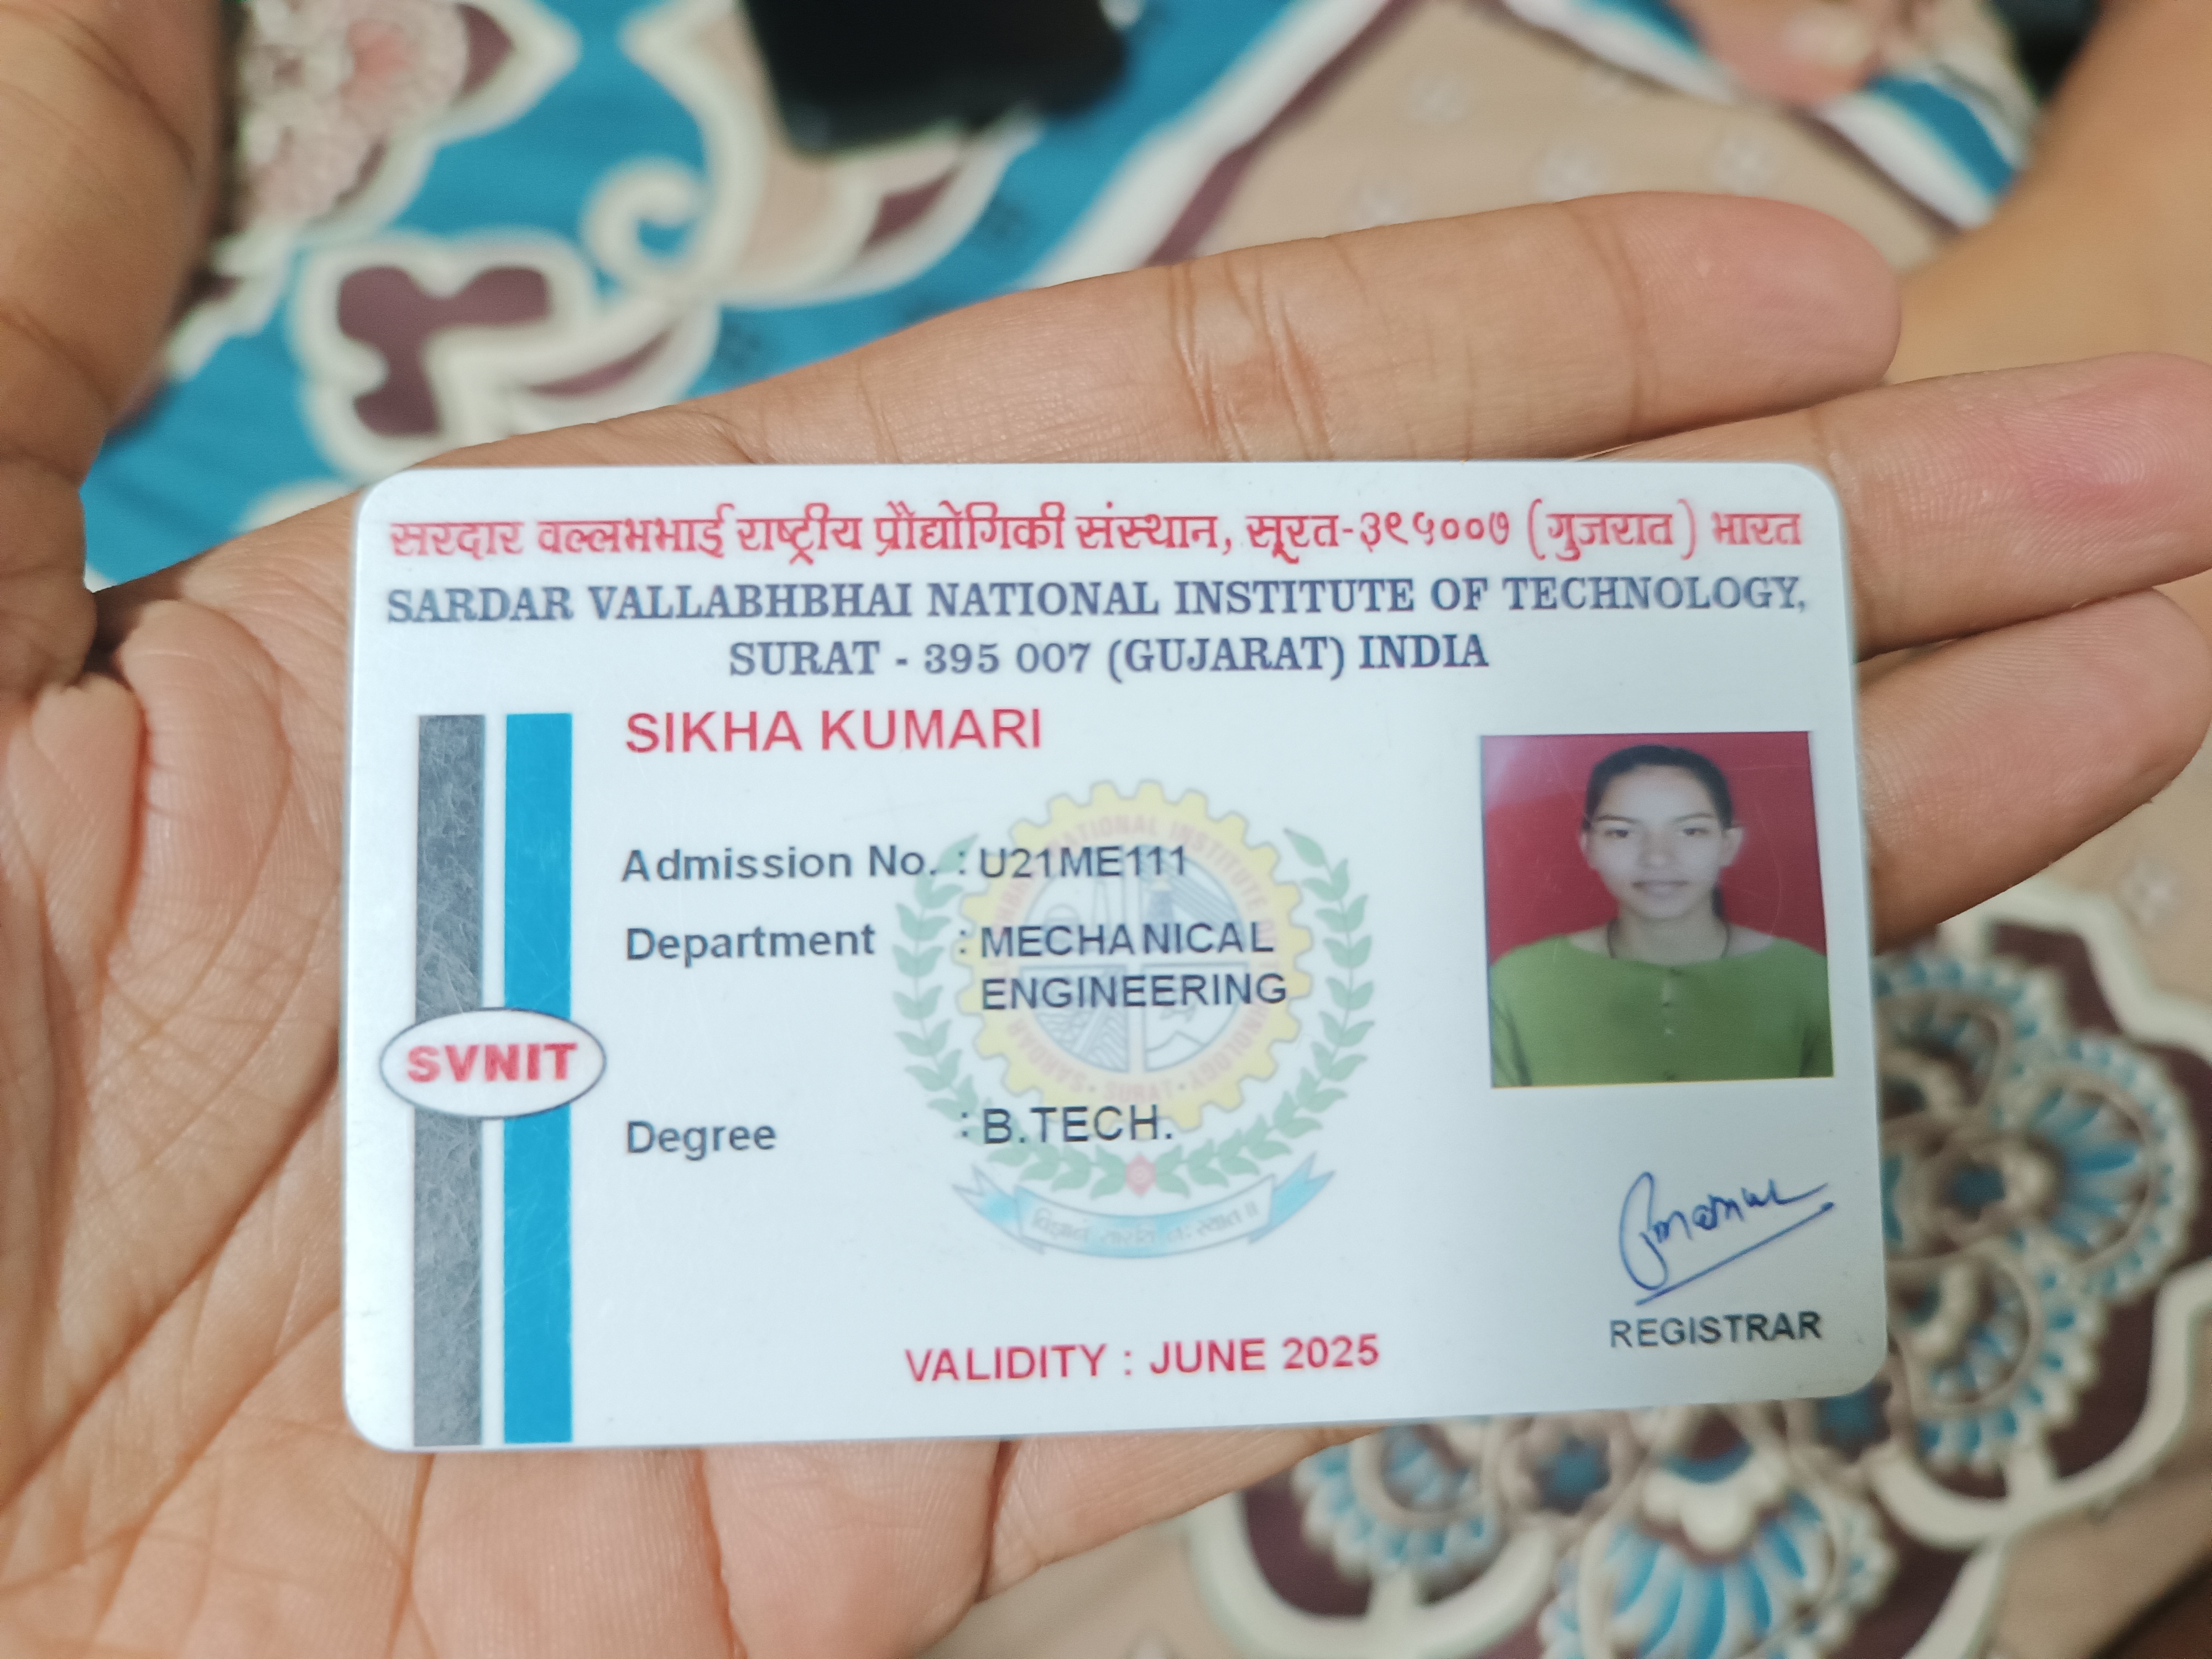 सरदार वल्लभभाई राष्ट्रीय प्रौद्योगिकी संस्थान, सूरत-३९५००७ (गुजरात) भारत
SARDAR VALLABHBHAI NATIONAL INSTITUTE OF TECHNOLOGY,
SURAT - 395 007 (GUJARAT) INDIA
SIKHA KUMARI
Admission No. : U21ME111
Department : MECHANICAL
ENGINEERING
SVNIT
Degree : B.TECH.
VALIDITY : JUNE 2025
REGISTRAR